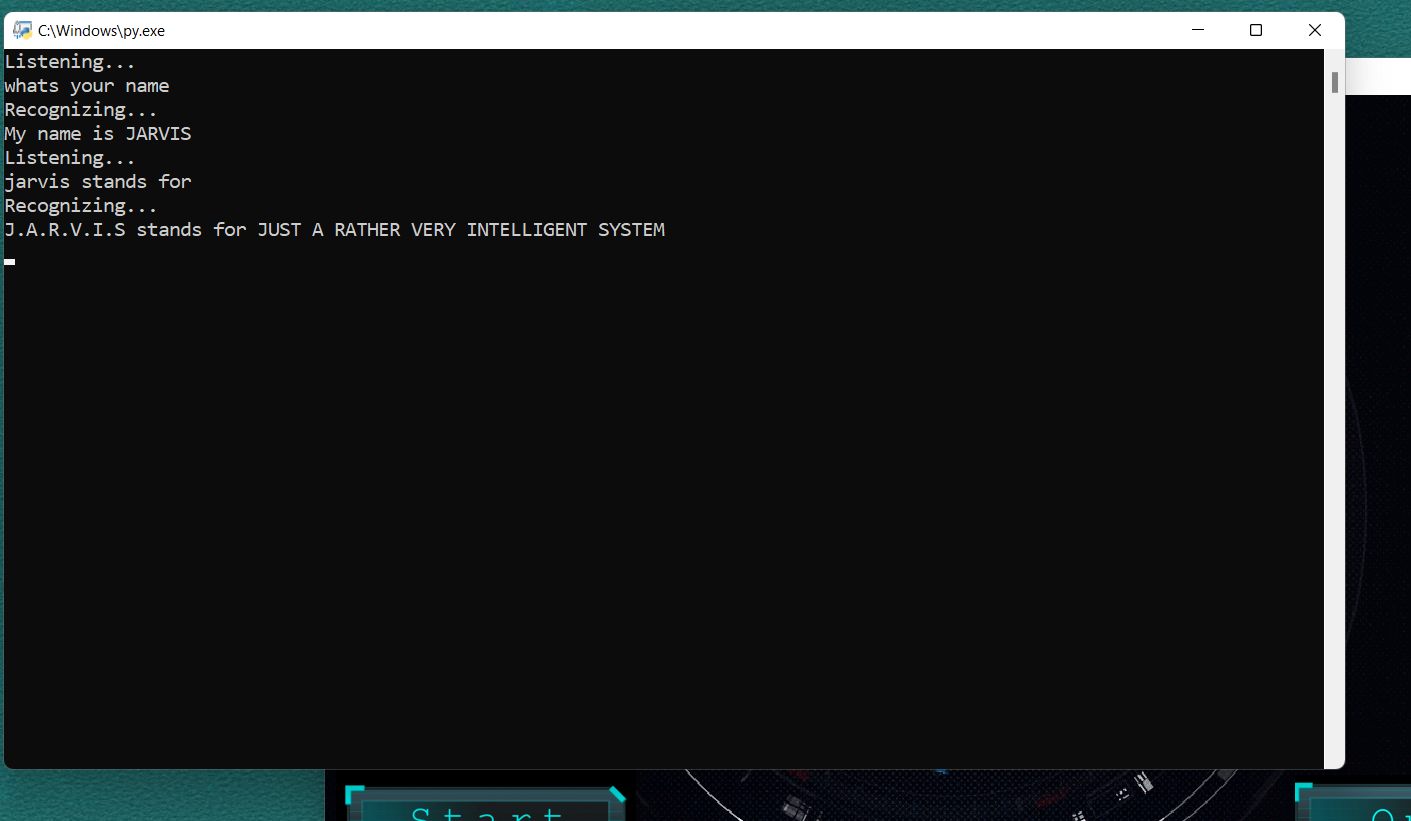 C:\Windows\py.exe
Listening...
whats your name
Recognizing...
My name is JARVIS
Listening...
jarvis stands for
Recognizing...
J.A.R.V.I.S stands for JUST A RATHER VERY INTELLIGENT SYSTEM
Start